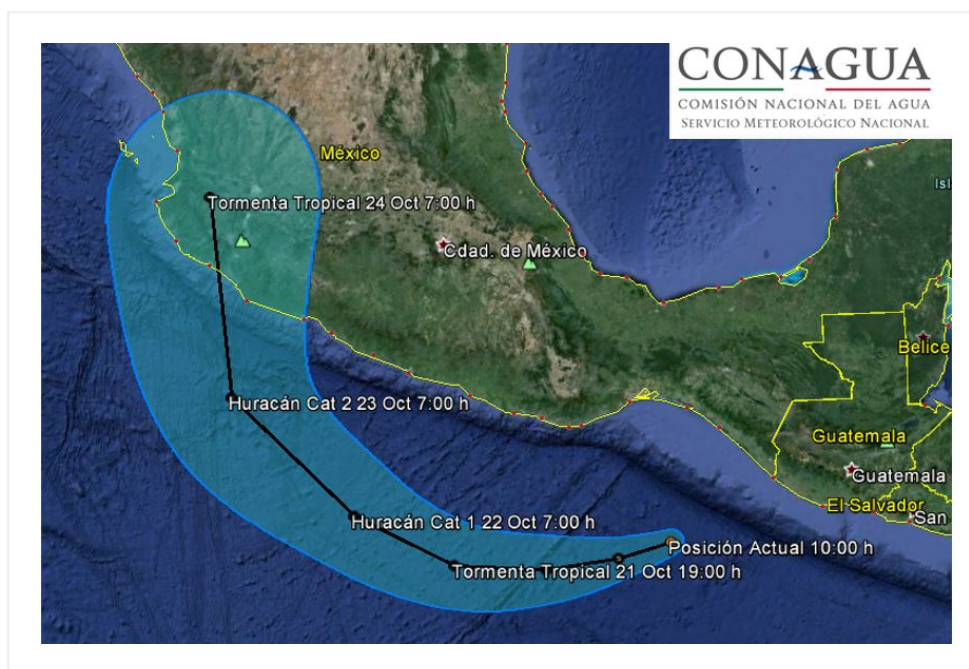 CONAGUA
COMISIÓN NACIONAL DEL AGUA
SERVICIO METEOROLÓGICO NACIONAL
México
Isl
Tormenta Tropical 24 Oct 7:00 h
Cdad. de México
Belice
Huracán Cat 2 23 Oct 7:00 h
Guatemala
Guatemala
El Salvador
San
Huracán Cat 1 22 Oct 7:00 h
Posición Actual 10:00 h
Tormenta Tropical 21 Oct 19:00 h